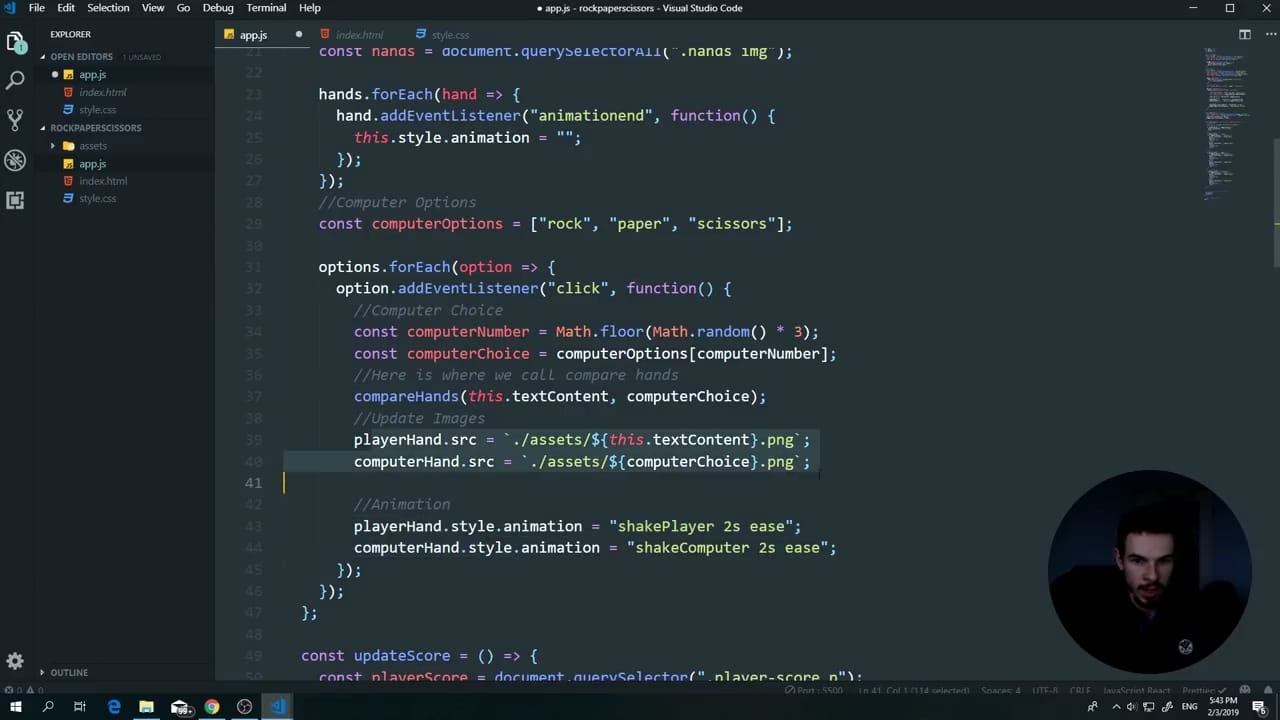 File Edit Selection View Go Debug Terminal Help
● app.js - rockpaperscissors - Visual Studio Code
EXPLORER
OPEN EDITORS 1 UNSAVED
app.js
index.html
style.css
ROCKPAPERSCISSORS
assets
app.js
index.html
style.css
OUTLINE
app.js index.html style.css
21 const hands = document.querySelectorAll(".hands img");
22
23 hands.forEach(hand => {
24 hand.addEventListener("animationend", function() {
25 this.style.animation = "";
26 });
27 });
28 //Computer Options
29 const computerOptions = ["rock", "paper", "scissors"];
30
31 options.forEach(option => {
32 option.addEventListener("click", function() {
33 //Computer Choice
34 const computerNumber = Math.floor(Math.random() * 3);
35 const computerChoice = computerOptions[computerNumber];
36 //Here is where we call compare hands
37 compareHands(this.textContent, computerChoice);
38 //Update Images
39 playerHand.src = `./assets/${this.textContent}.png`;
40 computerHand.src = `./assets/${computerChoice}.png`;
41
42 //Animation
43 playerHand.style.animation = "shakePlayer 2s ease";
44 computerHand.style.animation = "shakeComputer 2s ease";
45 });
46 });
47 };
48
49 const updateScore = () => {
50 const playerScore = document.querySelector(".player-score p");
0 0 Port : 5500 Ln 41, Col 1 (114 selected) Spaces: 4 UTF-8 CRLF JavaScript React Prettier ✓
99+ ENG 5:43 PM
2/3/2019 6